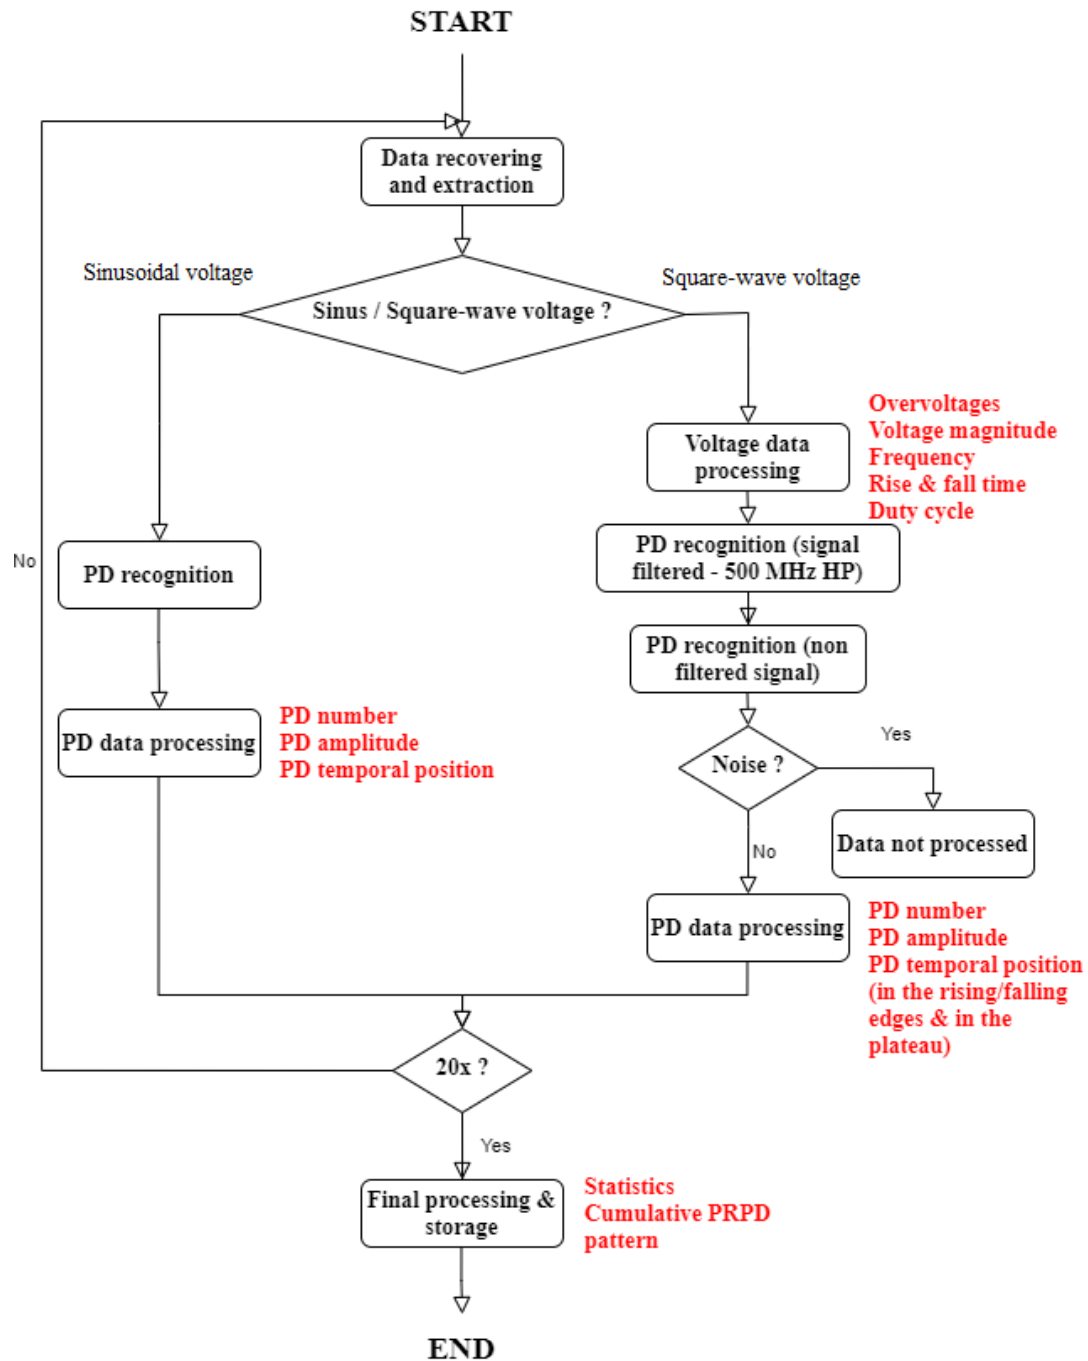 START
Data recovering
and extraction
Sinusoidal voltage
Square-wave voltage
Sinus / Square-wave voltage ?
Overvoltages
Voltage magnitude
Frequency
Rise & fall time
Duty cycle
Voltage data
processing
PD recognition (signal
filtered - 500 MHz HP)
No
PD recognition
PD recognition (non
filtered signal)
PD data processing
PD number
PD amplitude
PD temporal position
Yes
Noise ?
Data not processed
No
PD data processing
PD number
PD amplitude
PD temporal position
(in the rising/falling
edges & in the
plateau)
20x ?
Yes
Final processing &
storage
Statistics
Cumulative PRPD
pattern
END